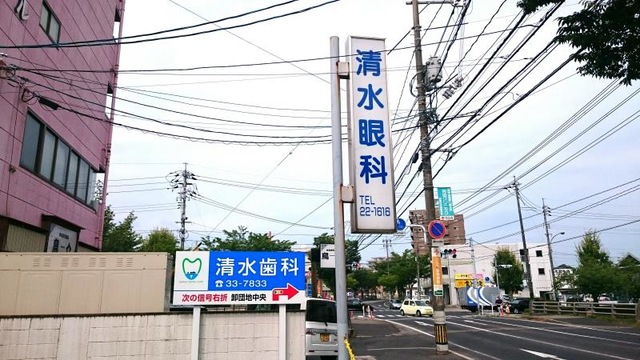 清水眼科
TEL
22-1616
清水歯科
☎33-7833
次の信号右折 卸団地中央